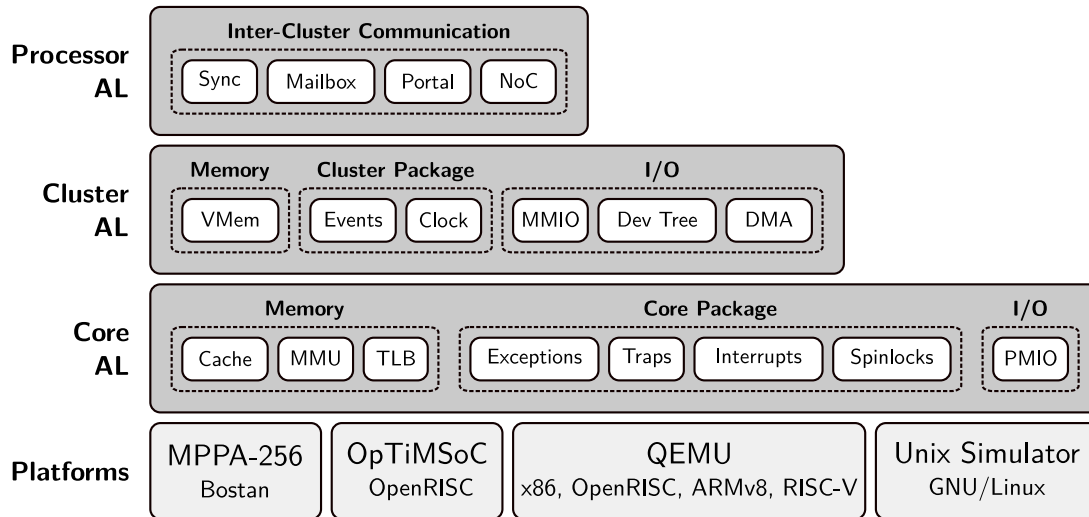 Processor
AL
Inter-Cluster Communication
Sync Mailbox Portal NoC
Cluster
AL
Memory Cluster Package I/O
VMem Events Clock MMIO Dev Tree DMA
Core
AL
Memory Core Package I/O
Cache MMU TLB Exceptions Traps Interrupts Spinlocks PMIO
Platforms
MPPA-256 OpTiMSoC QEMU Unix Simulator
Bostan OpenRISC x86, OpenRISC, ARMv8, RISC-V GNU/Linux